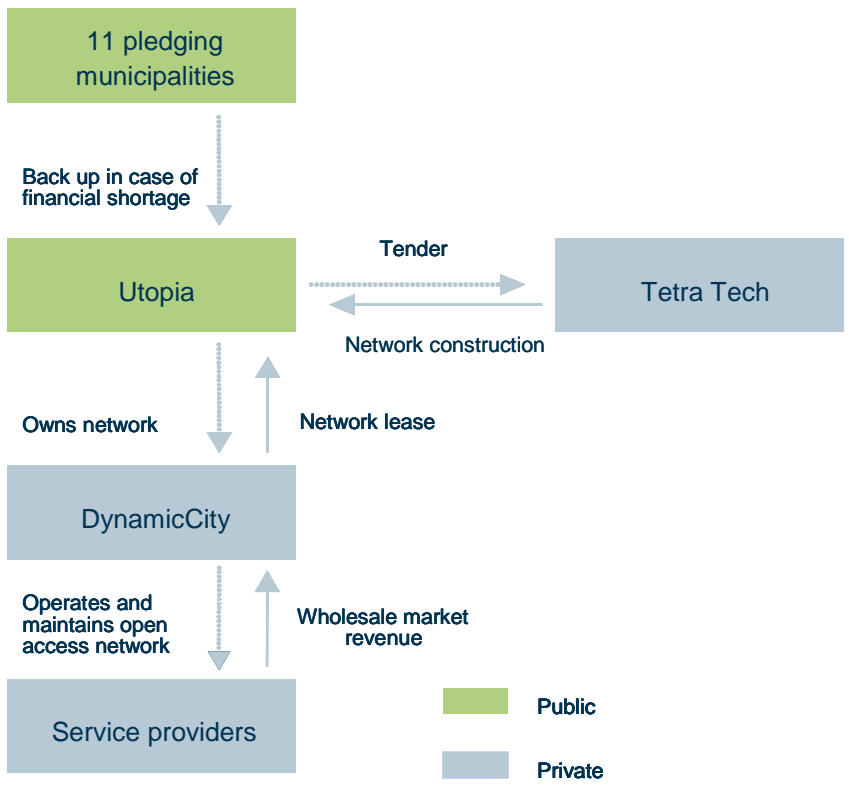 11 pledging
municipalities
Back up in case of
financial shortage
Utopia
Tender
Tetra Tech
Network construction
Owns network
Network lease
DynamicCity
Operates and
maintains open
access network
Wholesale market
revenue
Service providers
Public
Private